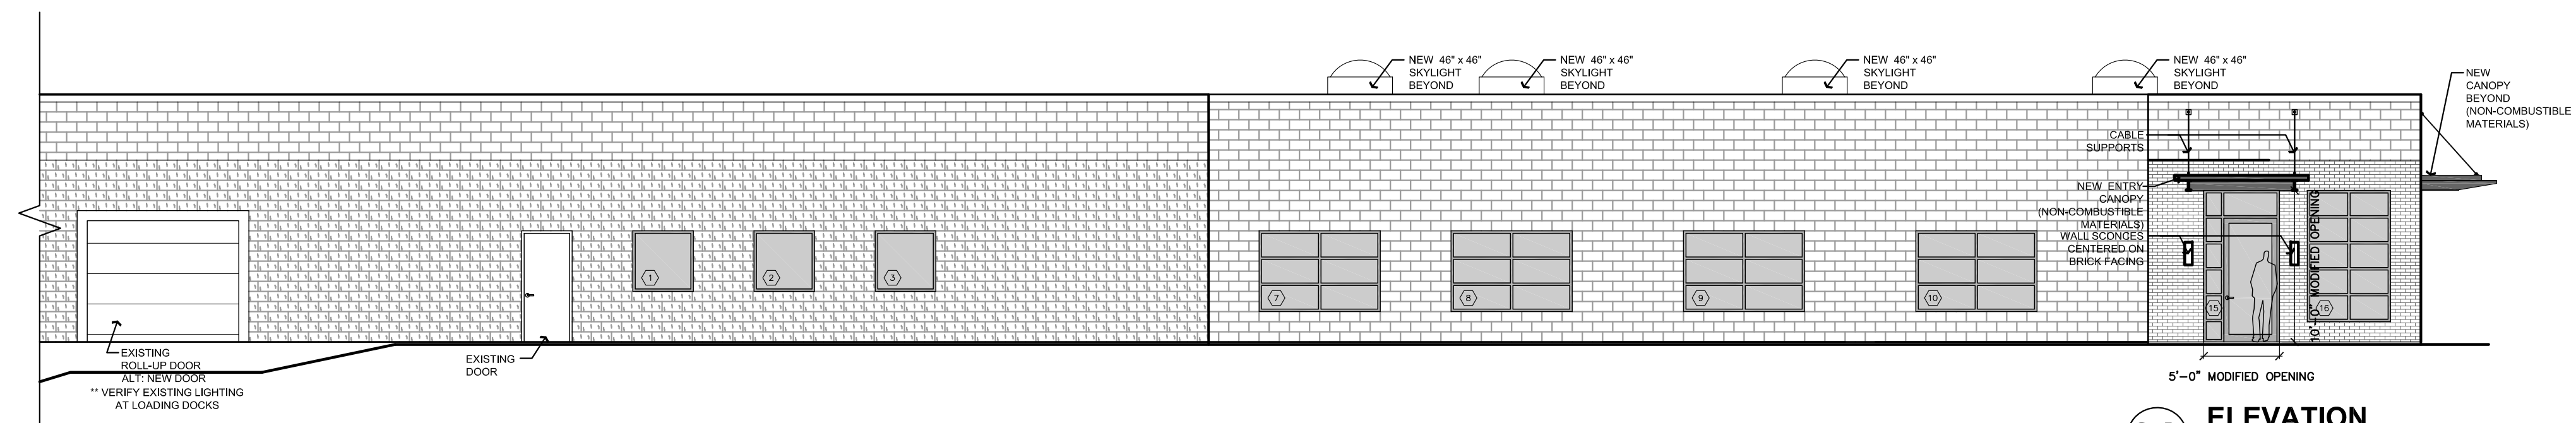 NEW 46" x 46"
SKYLIGHT
BEYOND
NEW 46" x 46"
SKYLIGHT
BEYOND
NEW 46" x 46"
SKYLIGHT
BEYOND
NEW 46" x 46"
SKYLIGHT
BEYOND
NEW
CANOPY
BEYOND
(NON-COMBUSTIBLE
MATERIALS)
CABLE
SUPPORTS
NEW ENTRY
CANOPY
(NON-COMBUSTIBLE
MATERIALS)
WALL SCONCES
CENTERED ON
BRICK FACING
10'-0" MODIFIED OPENING
1
2
3
7
8
9
10
15
16
EXISTING
ROLL-UP DOOR
ALT: NEW DOOR
** VERIFY EXISTING LIGHTING
AT LOADING DOCKS
EXISTING
DOOR
5'-0" MODIFIED OPENING
ELEVATION